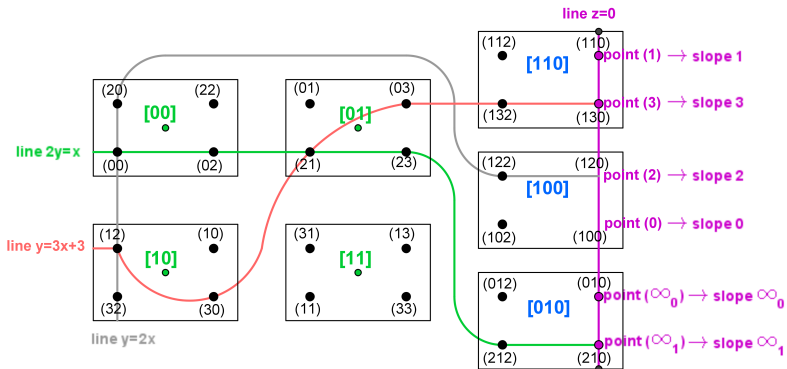 line z=0
(112) (110)
[110] point (1) → slope 1
(20) (22) (01) (03)
[00] [01]
(132) (130) point (3) → slope 3
line 2y=x
(00) (02) (21) (23)
(122) (120)
[100] point (2) → slope 2
(12) (10) (31) (13)
point (0) → slope 0
(102) (100)
line y=3x+3
[10] [11]
(012) (010)
[010] point (∞₀) → slope ∞₀
(32) (30) (11) (33)
line y=2x
point (∞₁) → slope ∞₁
(212) (210)